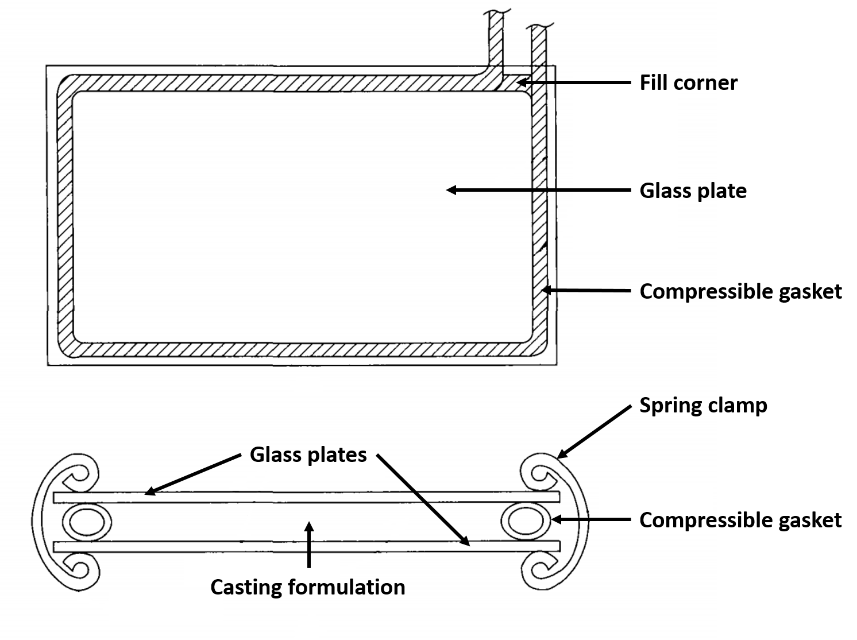 Fill corner
Glass plate
Compressible gasket
Spring clamp
Glass plates
Compressible gasket
Casting formulation